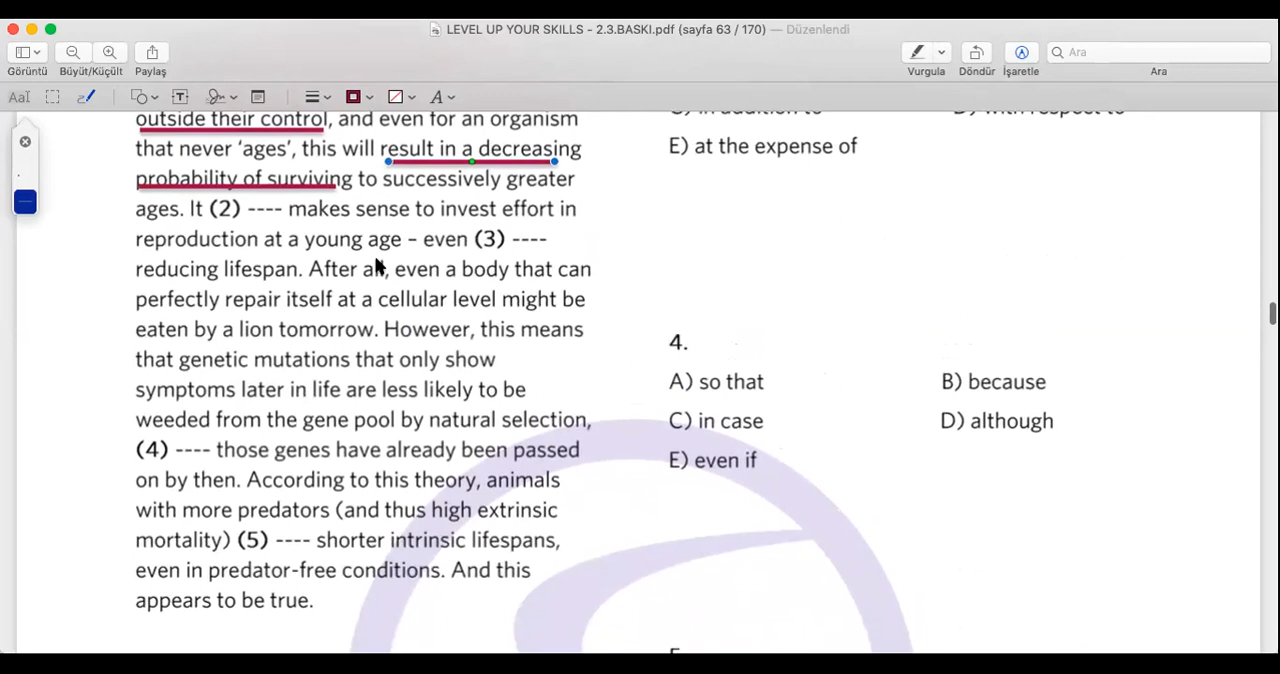 LEVEL UP YOUR SKILLS - 2.3.BASKI.pdf (sayfa 63 / 170) — Düzenlendi
Görüntü Büyüt/Küçült Paylaş Vurgula Döndür İşaretle Ara
Ara
outside their control, and even for an organism
that never ‘ages’, this will result in a decreasing
probability of surviving to successively greater
ages. It (2) ---- makes sense to invest effort in
reproduction at a young age – even (3) ----
reducing lifespan. After all, even a body that can
perfectly repair itself at a cellular level might be
eaten by a lion tomorrow. However, this means
that genetic mutations that only show
symptoms later in life are less likely to be
weeded from the gene pool by natural selection,
(4) ---- those genes have already been passed
on by then. According to this theory, animals
with more predators (and thus high extrinsic
mortality) (5) ---- shorter intrinsic lifespans,
even in predator-free conditions. And this
appears to be true.
C) in addition to D) with respect to
E) at the expense of
4.
A) so that B) because
C) in case D) although
E) even if